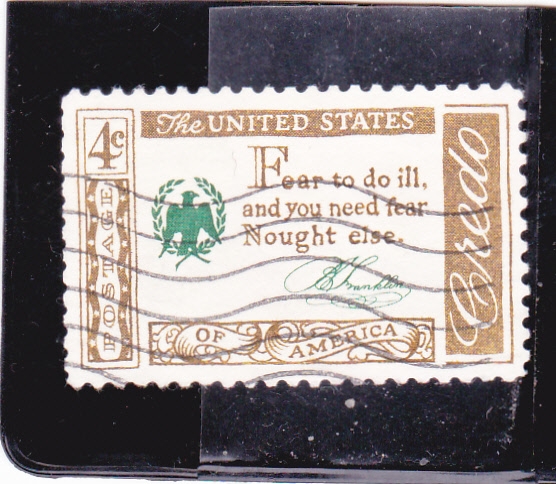 4c
POSTAGE
The UNITED STATES
Fear to do ill,
and you need fear
Nought else.
B Franklin
OF AMERICA
Credo